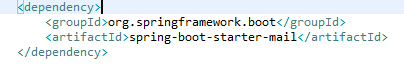 <dependency>
<groupId>org.springframework.boot</groupId>
<artifactId>spring-boot-starter-mail</artifactId>
</dependency>